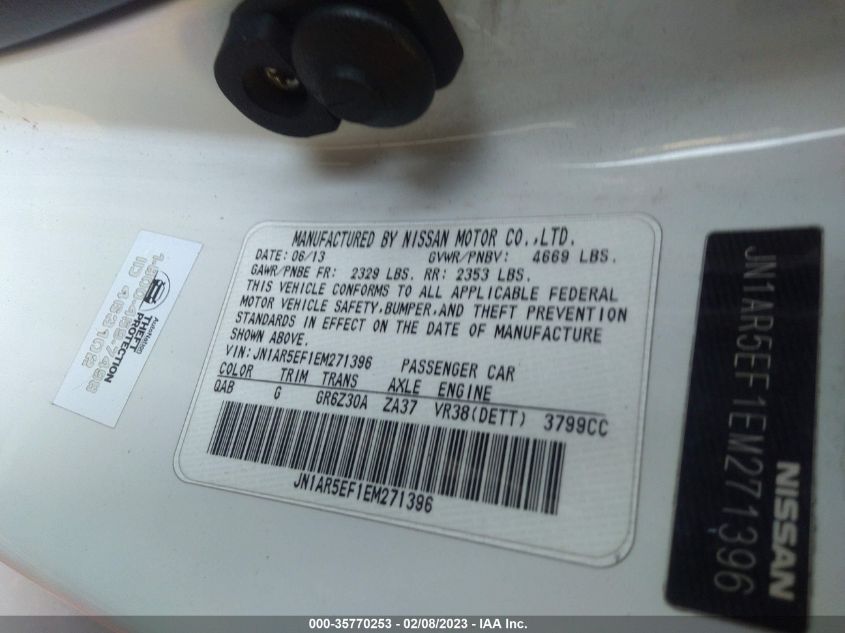 MANUFACTURED BY NISSAN MOTOR CO.,LTD.
DATE: 06/13 GVWR/PNBV: 4669 LBS.
GAWR/PNBE FR: 2329 LBS. RR: 2353 LBS.
THIS VEHICLE CONFORMS TO ALL APPLICABLE FEDERAL
MOTOR VEHICLE SAFETY,BUMPER,AND THEFT PREVENTION
STANDARDS IN EFFECT ON THE DATE OF MANUFACTURE
SHOWN ABOVE.
VIN:JN1AR5EF1EM271396 PASSENGER CAR
COLOR TRIM TRANS AXLE ENGINE
QAB G GR6Z30A ZA37 VR38(DETT) 3799CC
JN1AR5EF1EM271396
THEFT
PROTECTION
JN1AR5EF1EM271396
NISSAN
000-35770253 - 02/08/2023 - IAA Inc.